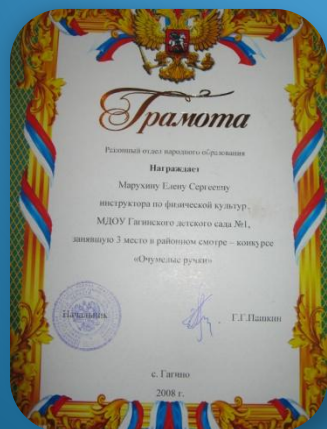 Грамота
Районный отдел народного образования
Награждает
Марухину Елену Сергеевну
инструктора по физической культур,
МДОУ Гагинского детского сада №1,
занявшую 3 место в районном смотре – конкурсе
«Очумелые ручки»
Начальник
Г.Г.Пашкин
с. Гагино
2008 г.